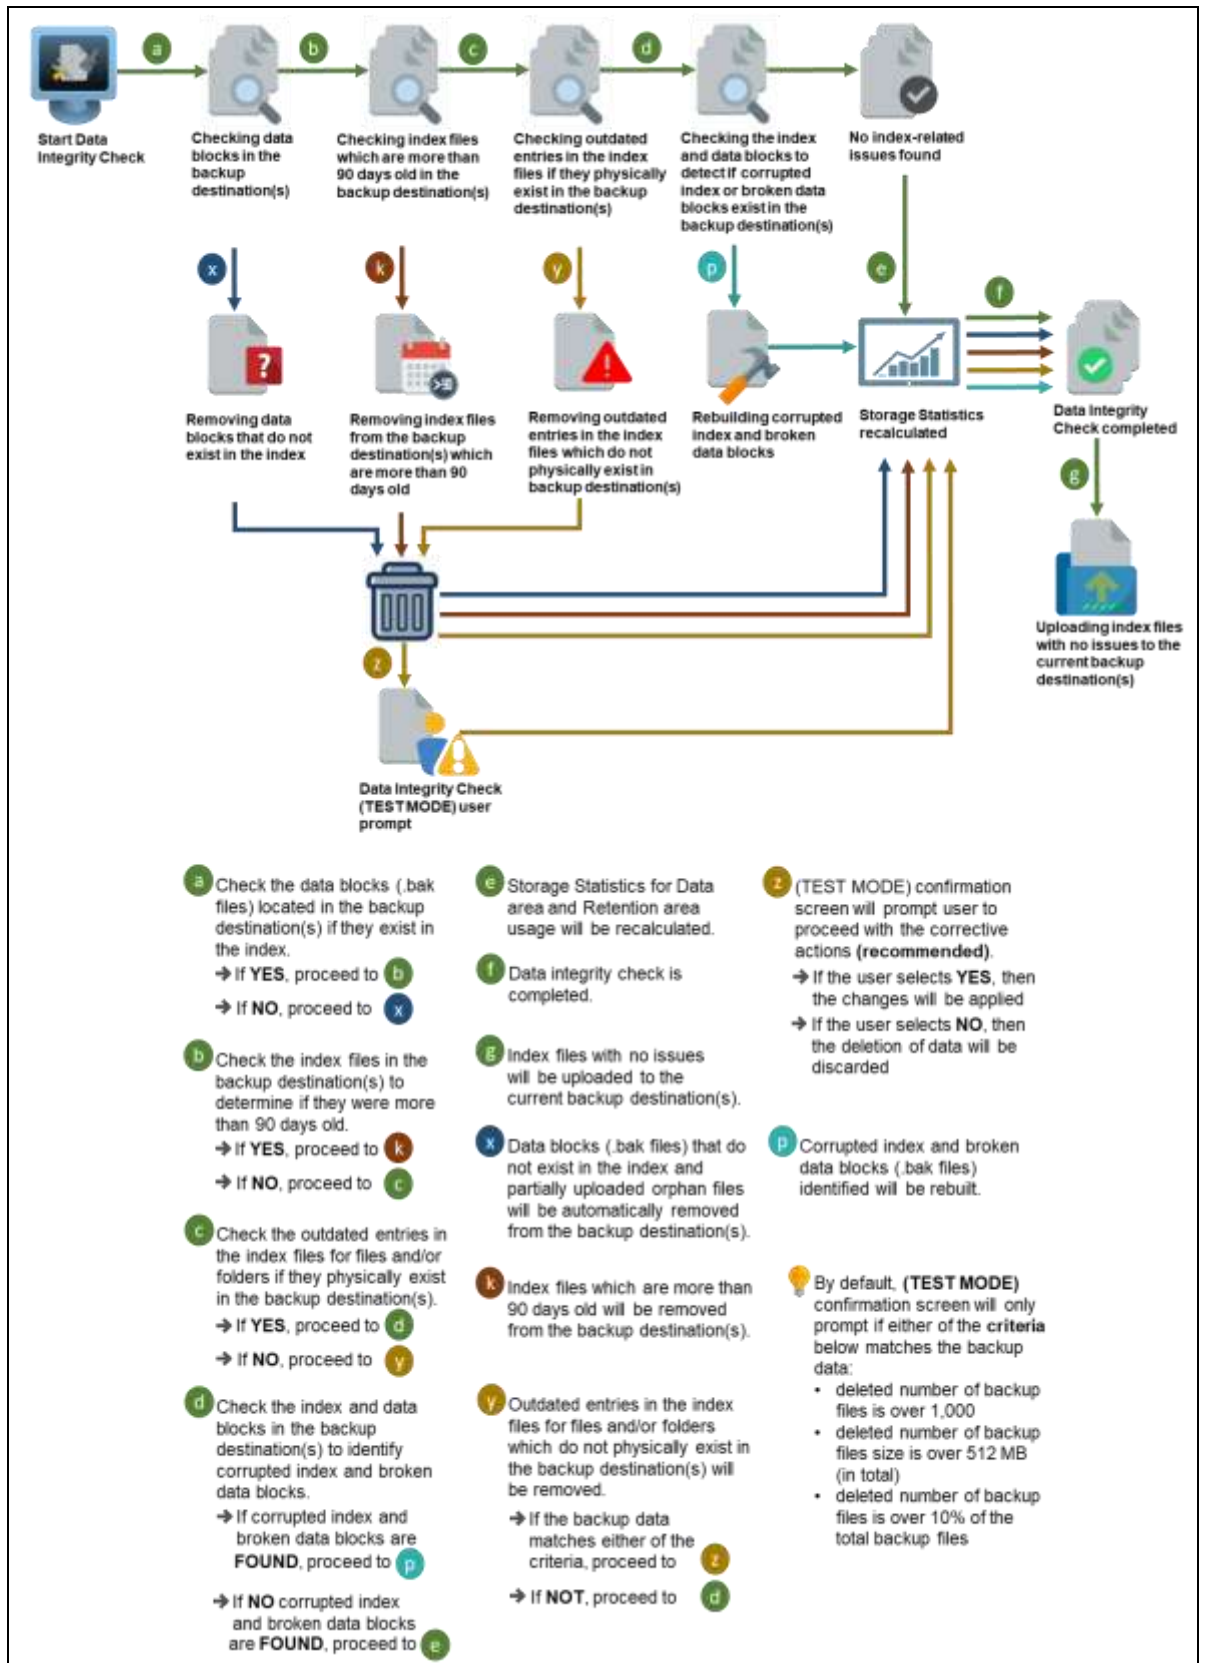 a
b
c
d
Start Data
Integrity Check
Checking data
blocks in the
backup
destination(s)
Checking index files
which are more than
90 days old in the
backup destination(s)
Checking outdated
entries in the index
files if they physically
exist in the backup
destination(s)
Checking the index
and data blocks to
detect if corrupted
index or broken data
blocks exist in the
backup destination(s)
No index-related
issues found
x
k
y
p
e
f
?
Removing data
blocks that do not
exist in the index
Removing index files
from the backup
destination(s) which
are more than 90
days old
Removing outdated
entries in the index
files which do not
physically exist in
backup destination(s)
Rebuilding corrupted
index and broken
data blocks
Storage Statistics
recalculated
Data Integrity
Check completed
g
Uploading index files
with no issues to the
current backup
destination(s)
z
Data Integrity Check
(TEST MODE) user
prompt
a Check the data blocks (.bak
files) located in the backup
destination(s) if they exist in
the index.
➔ If YES, proceed to b
➔ If NO, proceed to x
b Check the index files in the
backup destination(s) to
determine if they were more
than 90 days old.
➔ If YES, proceed to k
➔ If NO, proceed to c
c Check the outdated entries in
the index files for files and/or
folders if they physically exist
in the backup destination(s).
➔ If YES, proceed to d
➔ If NO, proceed to y
d Check the index and data
blocks in the backup
destination(s) to identify
corrupted index and broken
data blocks.
➔ If corrupted index and
broken data blocks are
FOUND, proceed to p
➔ If NO corrupted index
and broken data blocks
are FOUND, proceed to e
e Storage Statistics for Data
area and Retention area
usage will be recalculated.
f Data integrity check is
completed.
g Index files with no issues
will be uploaded to the
current backup destination(s).
x Data blocks (.bak files) that do
not exist in the index and
partially uploaded orphan files
will be automatically removed
from the backup destination(s).
k Index files which are more than
90 days old will be removed
from the backup destination(s).
y Outdated entries in the index
files for files and/or folders
which do not physically exist in
the backup destination(s) will
be removed.
➔ If the backup data
matches either of the
criteria, proceed to z
➔ If NOT, proceed to d
z (TEST MODE) confirmation
screen will prompt user to
proceed with the corrective
actions (recommended).
➔ If the user selects YES, then
the changes will be applied
➔ If the user selects NO, then
the deletion of data will be
discarded
p Corrupted index and broken
data blocks (.bak files)
identified will be rebuilt.
By default, (TEST MODE)
confirmation screen will only
prompt if either of the criteria
below matches the backup
data:
• deleted number of backup
files is over 1,000
• deleted number of backup
files size is over 512 MB
(in total)
• deleted number of backup
files is over 10% of the
total backup files